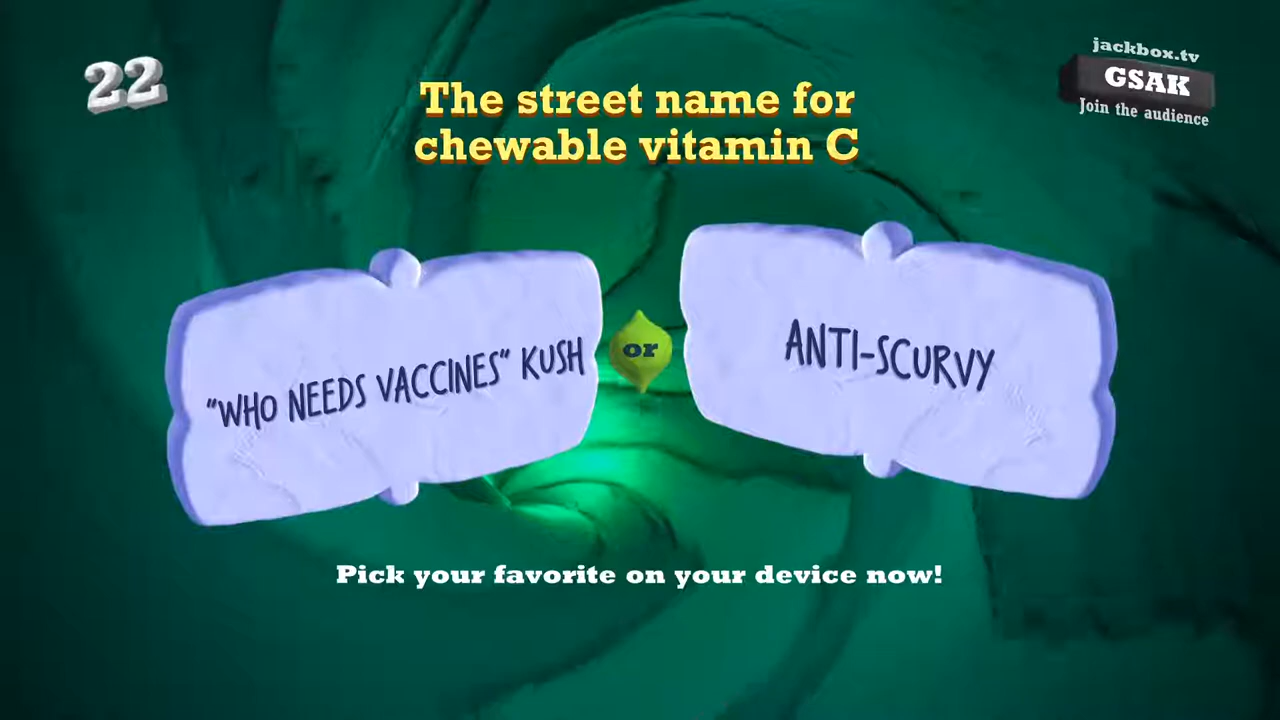 22
jackbox.tv
GSAK
Join the audience
The street name for
chewable vitamin C
"WHO NEEDS VACCINES" KUSH
or
ANTI-SCURVY
Pick your favorite on your device now!